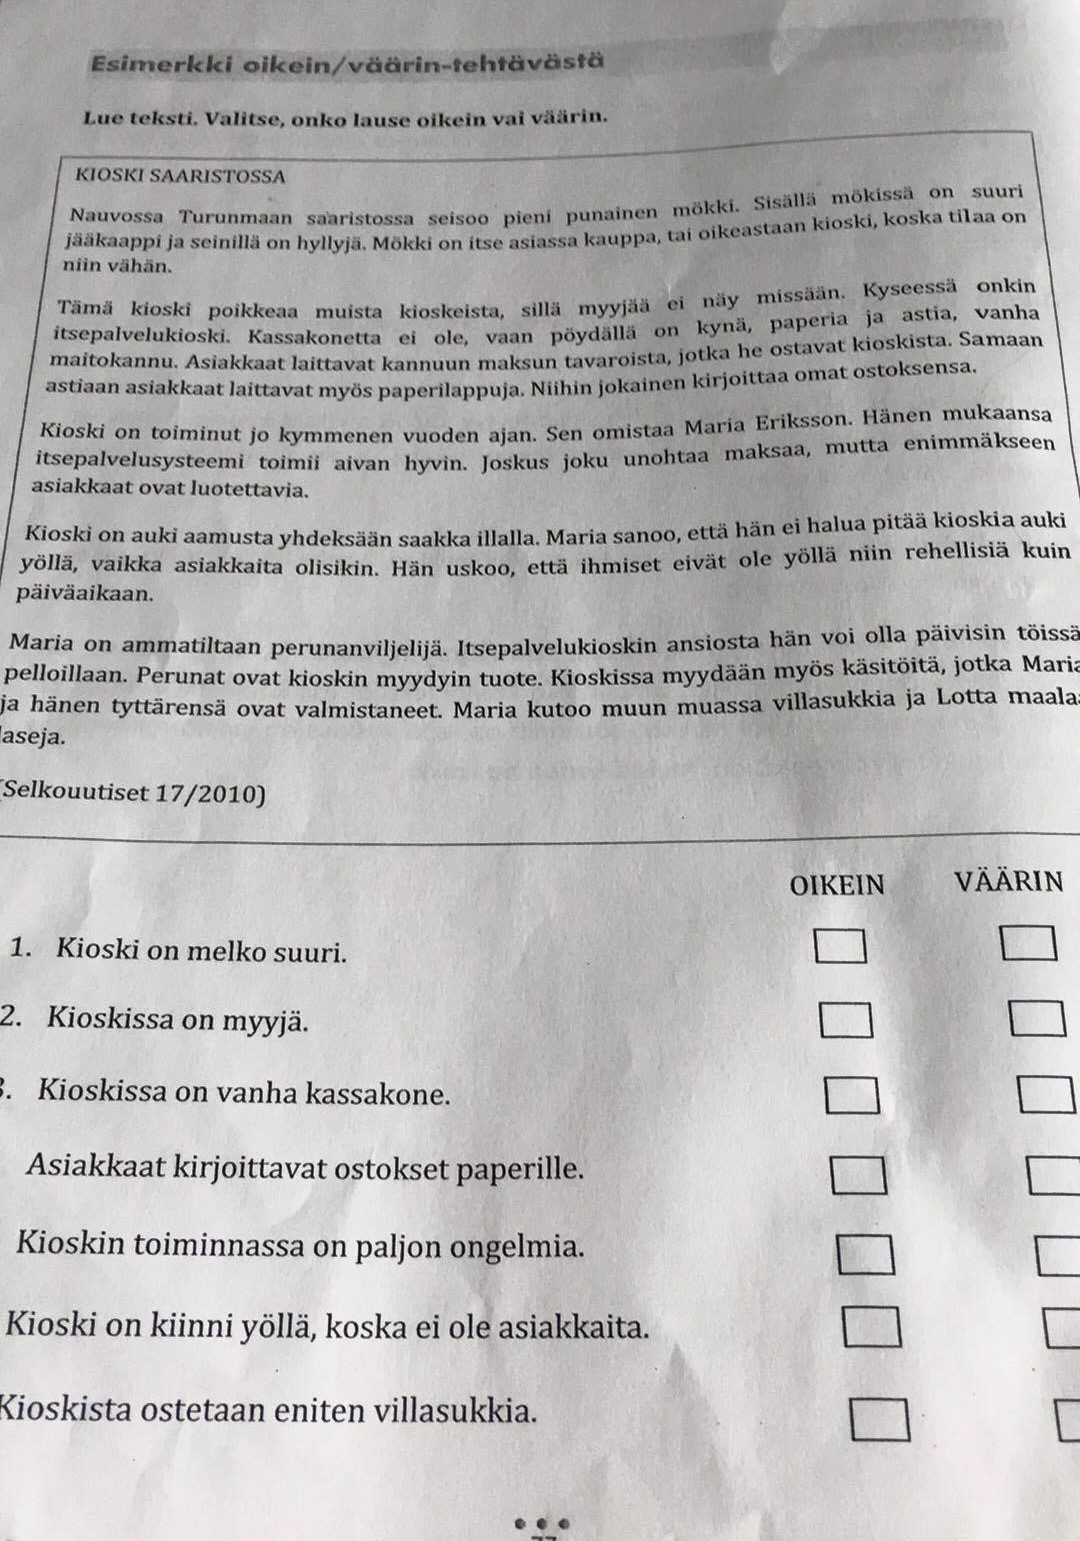 Esimerkki oikein/väärin-tehtävästä
Lue teksti. Valitse, onko lause oikein vai väärin.
KIOSKI SAARISTOSSA
Nauvossa Turunmaan saaristossa seisoo pieni punainen mökki. Sisällä mökissä on suuri
jääkaappi ja seinillä on hyllyjä. Mökki on itse asiassa kauppa, tai oikeastaan kioski, koska tilaa on
niin vähän.
Tämä kioski poikkeaa muista kioskeista, sillä myyjää ei näy missään. Kyseessä onkin
itsepalvelukioski. Kassakonetta ei ole, vaan pöydällä on kynä, paperia ja astia, vanha
maitokannu. Asiakkaat laittavat kannuun maksun tavaroista, jotka he ostavat kioskista. Samaan
astiaan asiakkaat laittavat myös paperilappuja. Niihin jokainen kirjoittaa omat ostoksensa.
Kioski on toiminut jo kymmenen vuoden ajan. Sen omistaa Maria Eriksson. Hänen mukaansa
itsepalvelusysteemi toimii aivan hyvin. Joskus joku unohtaa maksaa, mutta enimmäkseen
asiakkaat ovat luotettavia.
Kioski on auki aamusta yhdeksään saakka illalla. Maria sanoo, että hän ei halua pitää kioskia auki
yöllä, vaikka asiakkaita olisikin. Hän uskoo, että ihmiset eivät ole yöllä niin rehellisiä kuin
päiväaikaan.
Maria on ammatiltaan perunanviljelijä. Itsepalvelukioskin ansiosta hän voi olla päivisin töissä
pelloillaan. Perunat ovat kioskin myydyin tuote. Kioskissa myydään myös käsitöitä, jotka Maria
ja hänen tyttärensä ovat valmistaneet. Maria kutoo muun muassa villasukkia ja Lotta maalaa
laseja.
(Selkouutiset 17/2010)
OIKEIN VÄÄRIN
1. Kioski on melko suuri.
2. Kioskissa on myyjä.
3. Kioskissa on vanha kassakone.
Asiakkaat kirjoittavat ostokset paperille.
Kioskin toiminnassa on paljon ongelmia.
Kioski on kiinni yöllä, koska ei ole asiakkaita.
Kioskista ostetaan eniten villasukkia.